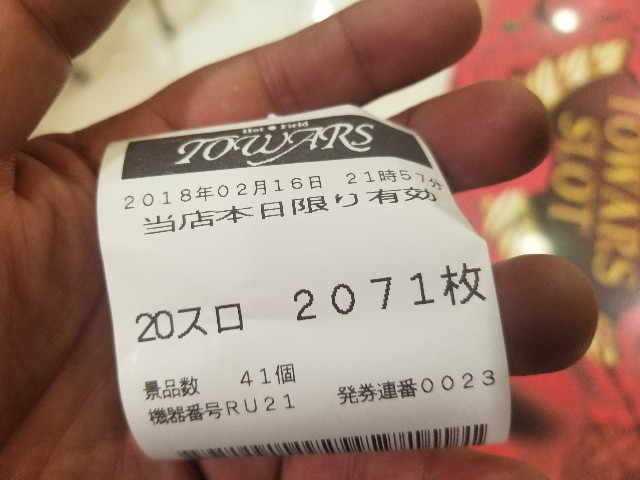 Hot Field
TOWARS
2018年02月16日 21時57分
当店本日限り有効
20スロ 2071枚
景品数 41個
機器番号RU21 発券連番0023
TOWARS
SLOT